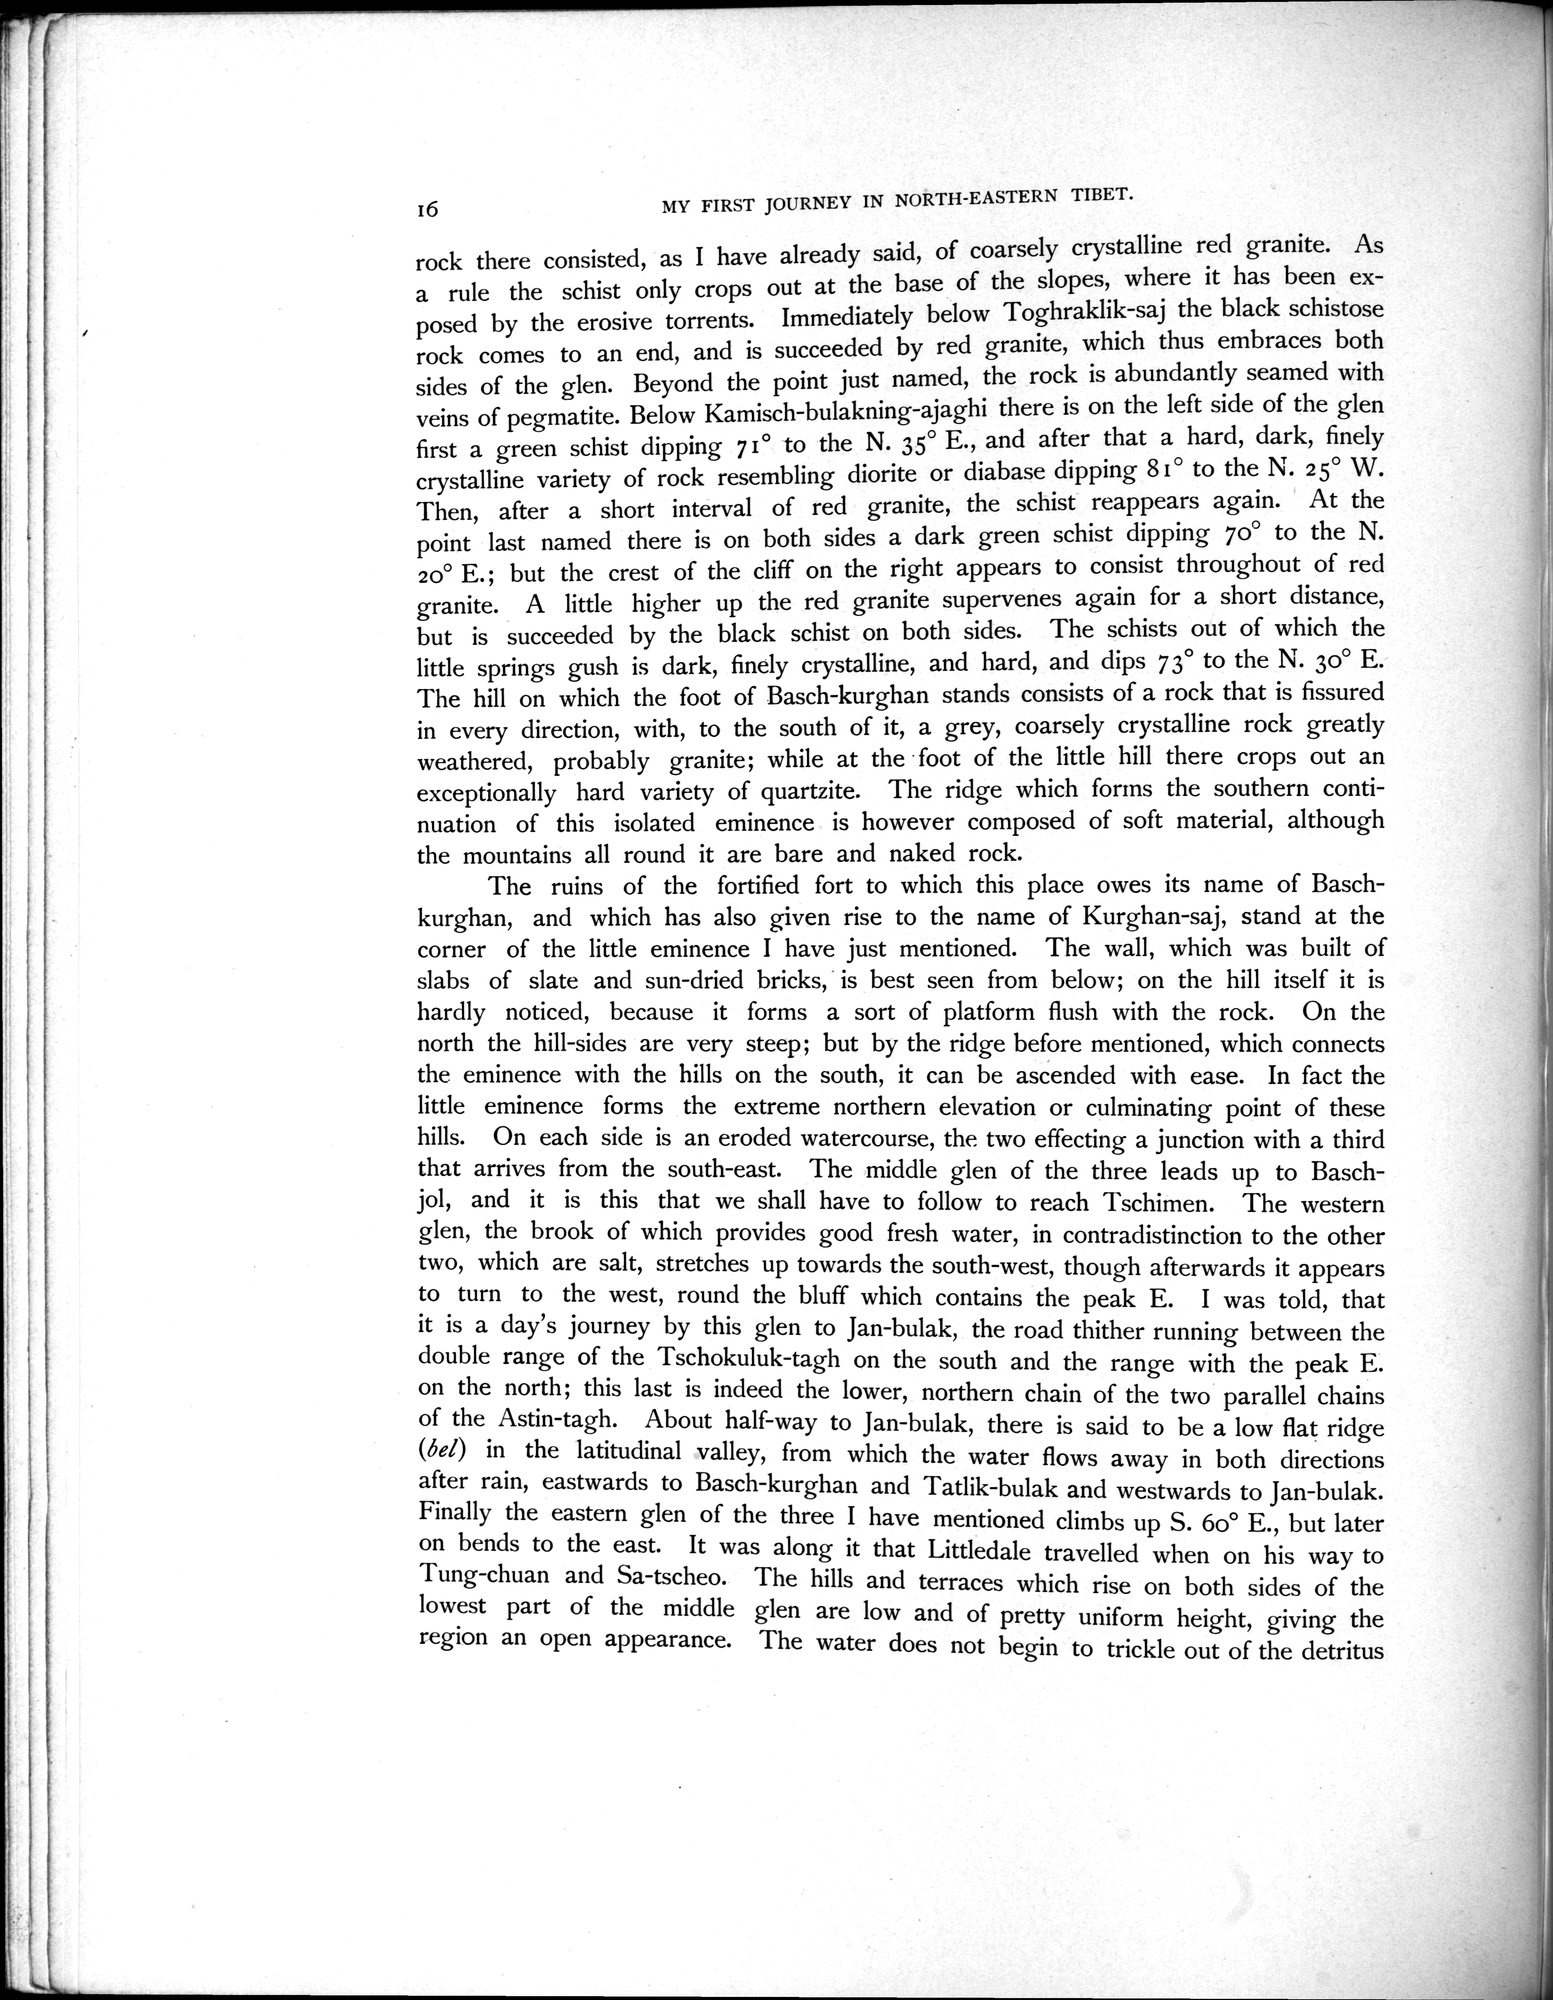 16 MY FIRST JOURNEY IN NORTH-EASTERN TIBET.
rock there consisted, as I have already said, of coarsely crystalline red granite. As
a rule the schist only crops out at the base of the slopes, where it has been ex-
posed by the erosive torrents. Immediately below Toghraklik-saj the black schistose
rock comes to an end, and is succeeded by red granite, which thus embraces both
sides of the glen. Beyond the point just named, the rock is abundantly seamed with
veins of pegmatite. Below Kamisch-bulakning-ajaghi there is on the left side of the glen
first a green schist dipping 71° to the N. 35° E., and after that a hard, dark, finely
crystalline variety of rock resembling diorite or diabase dipping 81° to the N. 25° W.
Then, after a short interval of red granite, the schist reappears again. At the
point last named there is on both sides a dark green schist dipping 70° to the N.
20° E.; but the crest of the cliff on the right appears to consist throughout of red
granite. A little higher up the red granite supervenes again for a short distance,
but is succeeded by the black schist on both sides. The schists out of which the
little springs gush is dark, finely crystalline, and hard, and dips 73° to the N. 30° E.
The hill on which the foot of Basch-kurghan stands consists of a rock that is fissured
in every direction, with, to the south of it, a grey, coarsely crystalline rock greatly
weathered, probably granite; while at the foot of the little hill there crops out an
exceptionally hard variety of quartzite. The ridge which forms the southern conti-
nuation of this isolated eminence is however composed of soft material, although
the mountains all round it are bare and naked rock.
The ruins of the fortified fort to which this place owes its name of Basch-
kurghan, and which has also given rise to the name of Kurghan-saj, stand at the
corner of the little eminence I have just mentioned. The wall, which was built of
slabs of slate and sun-dried bricks, is best seen from below; on the hill itself it is
hardly noticed, because it forms a sort of platform flush with the rock. On the
north the hill-sides are very steep; but by the ridge before mentioned, which connects
the eminence with the hills on the south, it can be ascended with ease. In fact the
little eminence forms the extreme northern elevation or culminating point of these
hills. On each side is an eroded watercourse, the two effecting a junction with a third
that arrives from the south-east. The middle glen of the three leads up to Basch-
jol, and it is this that we shall have to follow to reach Tschimen. The western
glen, the brook of which provides good fresh water, in contradistinction to the other
two, which are salt, stretches up towards the south-west, though afterwards it appears
to turn to the west, round the bluff which contains the peak E. I was told, that
it is a day's journey by this glen to Jan-bulak, the road thither running between the
double range of the Tschokuluk-tagh on the south and the range with the peak E.
on the north; this last is indeed the lower, northern chain of the two parallel chains
of the Astin-tagh. About half-way to Jan-bulak, there is said to be a low flat ridge
(bel) in the latitudinal valley, from which the water flows away in both directions
after rain, eastwards to Basch-kurghan and Tatlik-bulak and westwards to Jan-bulak.
Finally the eastern glen of the three I have mentioned climbs up S. 60° E., but later
on bends to the east. It was along it that Littledale travelled when on his way to
Tung-chuan and Sa-tscheo. The hills and terraces which rise on both sides of the
lowest part of the middle glen are low and of pretty uniform height, giving the
region an open appearance. The water does not begin to trickle out of the detritus